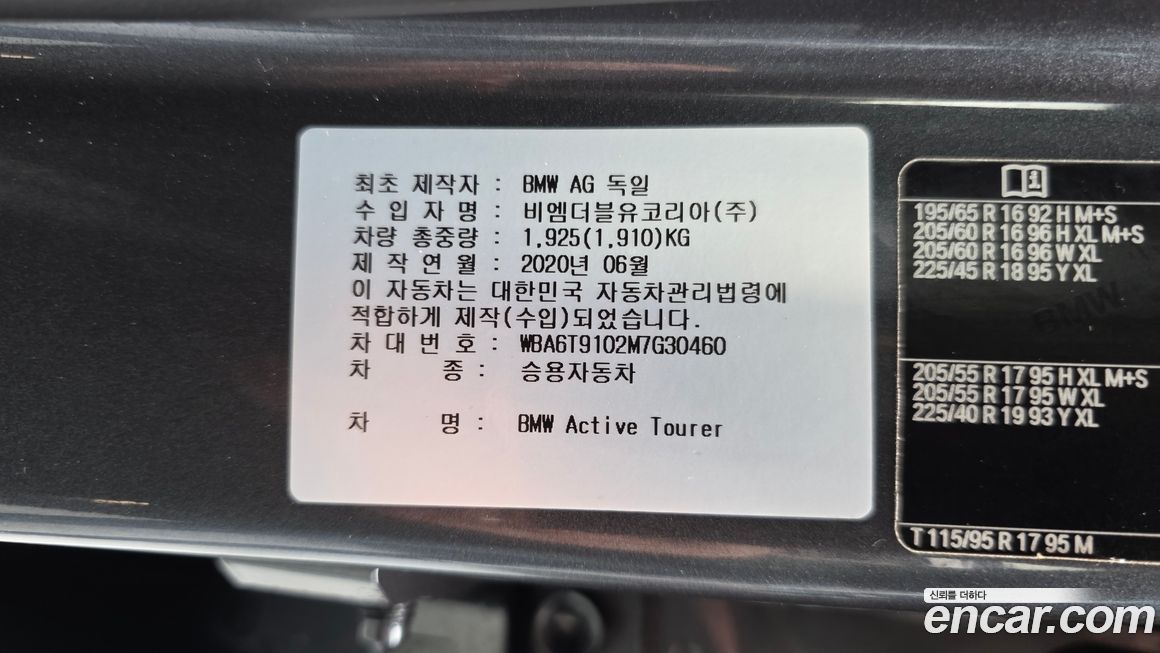 최초 제작자 : BMW AG 독일
수 입 자 명 : 비엠더블유코리아(주)
차량 총중량 : 1,925(1,910)KG
제 작 연 월 : 2020년 06월
이 자동차는 대한민국 자동차관리법령에
적합하게 제작(수입)되었습니다.
차 대 번 호 : WBA6T9102M7G30460
차 종 : 승용자동차
차 명 : BMW Active Tourer
195/65 R 16 92 H M+S
205/60 R 16 96 H XL M+S
205/60 R 16 96 W XL
225/45 R 18 95 Y XL
BMW
205/55 R 17 95 H XL M+S
205/55 R 17 95 W XL
225/40 R 19 93 Y XL
T 115/95 R 17 95 M
신뢰를 더하다
encar.com